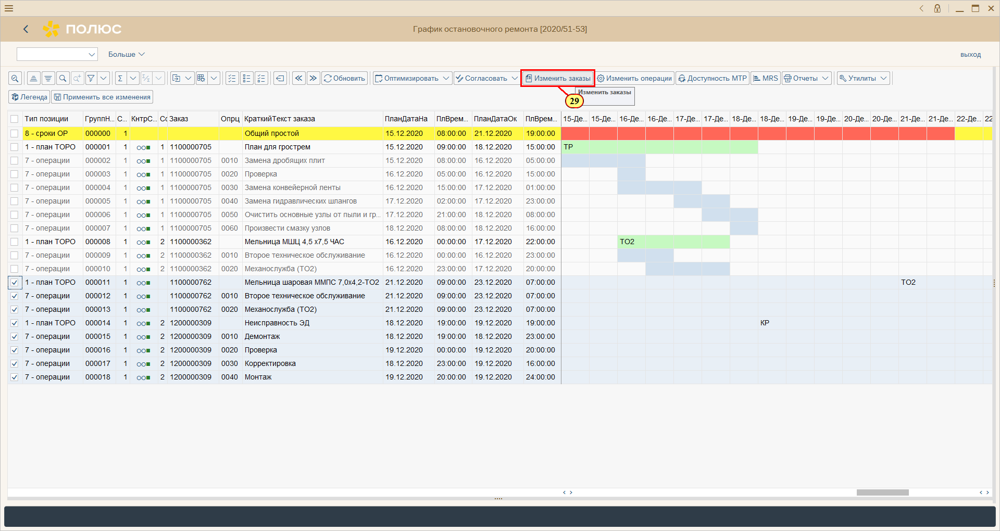 ПОЛЮС
График остановочного ремонта [2020/51-53]
Больше
выход
Обновить Оптимизировать Согласовать Изменить заказы Изменить операции Доступность МТР MRS Отчеты Утилиты
Легенда Применить все изменения
Изменить заказы
29
Тип позиции ГруппН... С... КнтрС... Сс Заказ Опрц КраткийТекст заказа ПланДатаНа ПлВрем... ПланДатаОк ПлВрем... 15-Де... 15-Де... 16-Де... 16-Де... 17-Де... 17-Де... 18-Де... 18-Де... 19-Де... 19-Де... 20-Де... 20-Де... 21-Де... 21-Де... 22-Де... 22
8 - сроки ОР 000000 1 Общий простой 15.12.2020 08:00:00 21.12.2020 19:00:00
1 - план ТОРО 000001 1 1 1100000705 План для грострем 15.12.2020 09:00:00 18.12.2020 15:00:00 ТР
7 - операции 000002 1 1 1100000705 0010 Замена дробящих плит 15.12.2020 08:00:00 16.12.2020 05:00:00
7 - операции 000003 1 1 1100000705 0020 Проверка 16.12.2020 05:00:00 16.12.2020 15:00:00
7 - операции 000004 1 1 1100000705 0030 Замена конвейерной ленты 16.12.2020 15:00:00 17.12.2020 01:00:00
7 - операции 000005 1 1 1100000705 0040 Замена гидравлических шлангов 17.12.2020 02:00:00 17.12.2020 23:00:00
7 - операции 000006 1 1 1100000705 0050 Очистить основные узлы от пыли и гр... 17.12.2020 21:00:00 18.12.2020 08:00:00
7 - операции 000007 1 1 1100000705 0060 Произвести смазку узлов 18.12.2020 08:00:00 18.12.2020 16:00:00
1 - план ТОРО 000008 1 2 1100000362 Мельница МШЦ 4,5 х7,5 ЧАС 16.12.2020 00:00:00 17.12.2020 22:00:00 ТО2
7 - операции 000009 1 2 1100000362 0010 Второе техническое обслуживание 16.12.2020 00:00:00 16.12.2020 23:00:00
7 - операции 000010 1 2 1100000362 0020 Механослужба (ТО2) 16.12.2020 23:00:00 17.12.2020 20:00:00
1 - план ТОРО 000011 1 1100000762 Мельница шаровая ММПС 7,0х4,2-ТО2 21.12.2020 09:00:00 23.12.2020 07:00:00 ТО2
7 - операции 000012 1 1100000762 0010 Второе техническое обслуживание 21.12.2020 09:00:00 23.12.2020 07:00:00
7 - операции 000013 1 1100000762 0020 Механослужба (ТО2) 21.12.2020 09:00:00 23.12.2020 07:00:00
1 - план ТОРО 000014 1 2 1200000309 Неисправность ЭД 18.12.2020 19:00:00 19.12.2020 19:00:00 КР
7 - операции 000015 1 2 1200000309 0010 Демонтаж 18.12.2020 19:00:00 18.12.2020 23:00:00
7 - операции 000016 1 2 1200000309 0020 Проверка 19.12.2020 00:00:00 19.12.2020 20:00:00
7 - операции 000017 1 2 1200000309 0030 Корректировка 18.12.2020 23:00:00 19.12.2020 16:00:00
7 - операции 000018 1 2 1200000309 0040 Монтаж 19.12.2020 20:00:00 19.12.2020 24:00:00